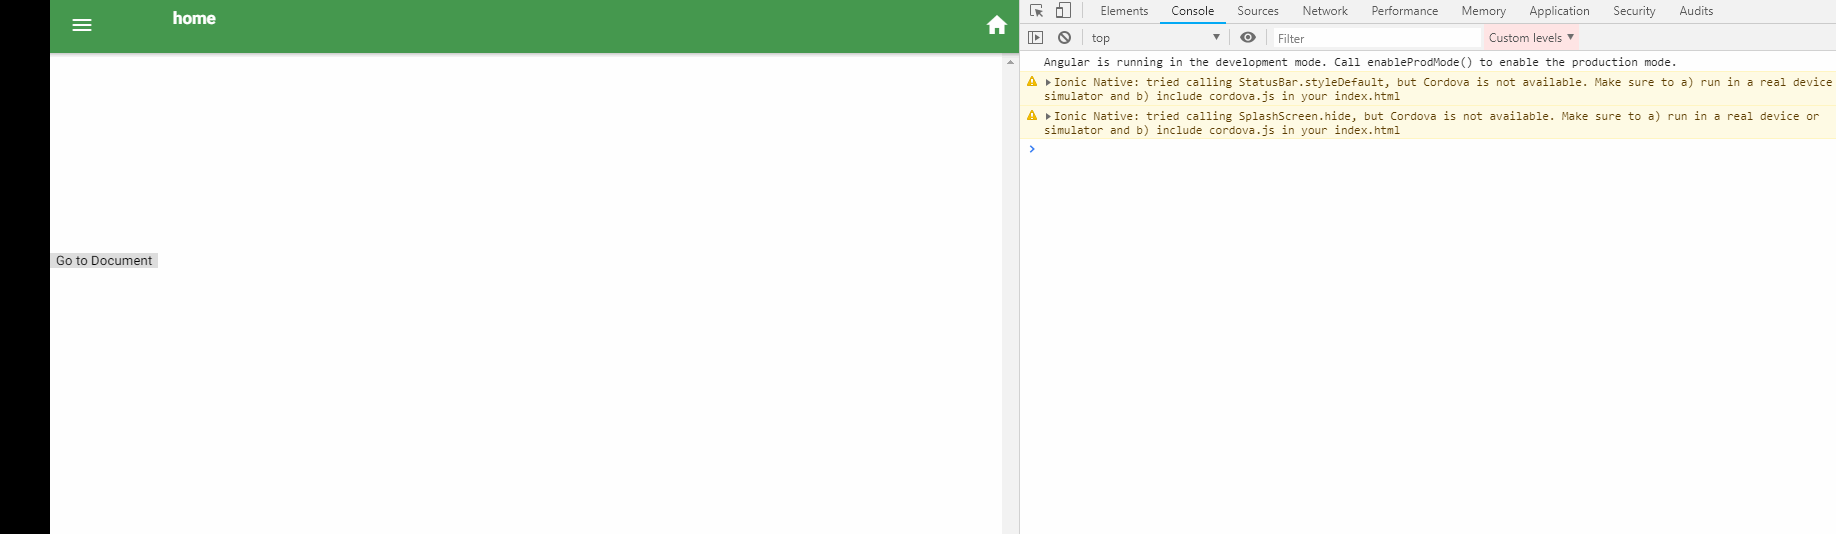 home
Go to Document
Elements Console Sources Network Performance Memory Application Security Audits
top Filter Custom levels
Angular is running in the development mode. Call enableProdMode() to enable the production mode.
Ionic Native: tried calling StatusBar.styleDefault, but Cordova is not available. Make sure to a) run in a real device
simulator and b) include cordova.js in your index.html
Ionic Native: tried calling SplashScreen.hide, but Cordova is not available. Make sure to a) run in a real device or
simulator and b) include cordova.js in your index.html